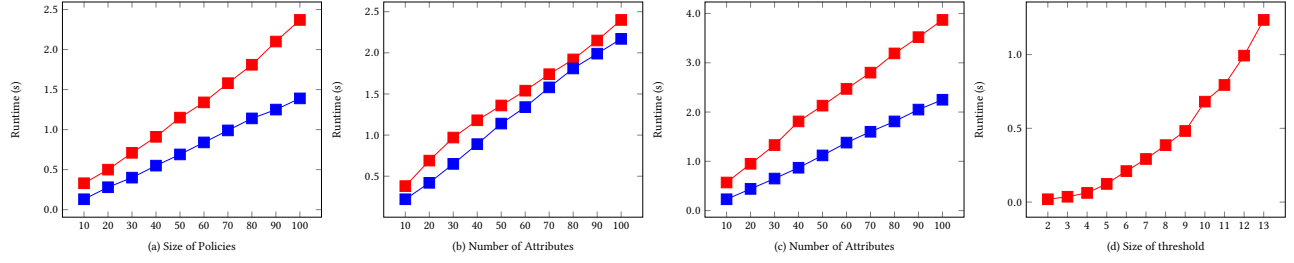 Runtime (s)
2.5
2.0
1.5
1.0
0.5
0.0
10 20 30 40 50 60 70 80 90 100
(a) Size of Policies
Runtime (s)
2.5
2.0
1.5
1.0
0.5
10 20 30 40 50 60 70 80 90 100
(b) Number of Attributes
Runtime (s)
4.0
3.0
2.0
1.0
0.0
10 20 30 40 50 60 70 80 90 100
(c) Number of Attributes
Runtime (s)
1.0
0.5
0.0
2 3 4 5 6 7 8 9 10 11 12 13
(d) Size of threshold